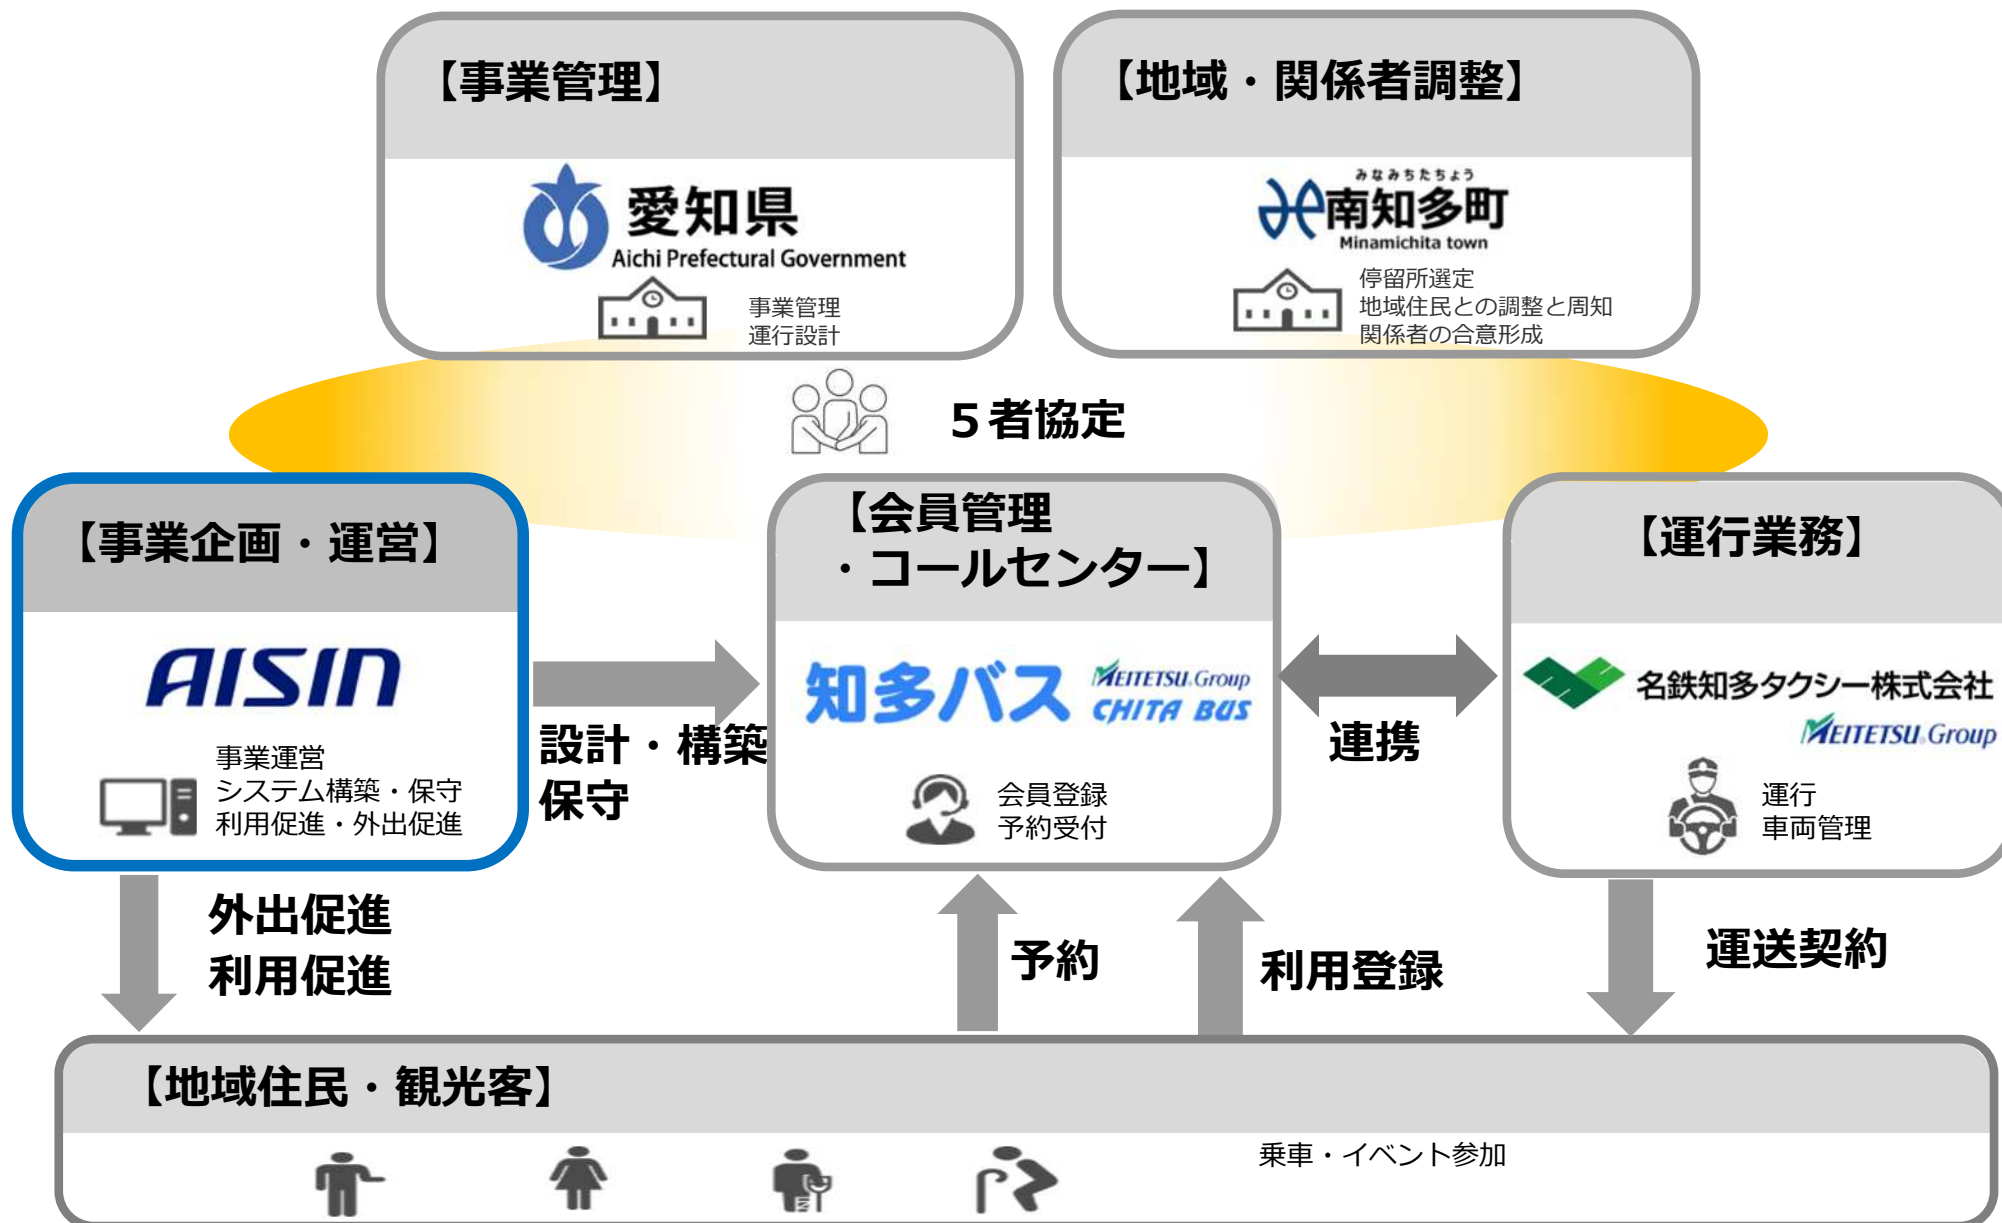 【事業管理】
愛知県
Aichi Prefectural Government
事業管理
運行設計
【地域・関係者調整】
みなみちたちょう
南知多町
Minamichita town
停留所選定
地域住民との調整と周知
関係者の合意形成
５者協定
【事業企画・運営】
AISIN
事業運営
システム構築・保守
利用促進・外出促進
設計・構築
保守
【会員管理
・コールセンター】
知多バス
MEITETSU Group
CHITA BUS
会員登録
予約受付
連携
【運行業務】
名鉄知多タクシー株式会社
MEITETSU Group
運行
車両管理
外出促進
利用促進
予約
利用登録
運送契約
【地域住民・観光客】
乗車・イベント参加